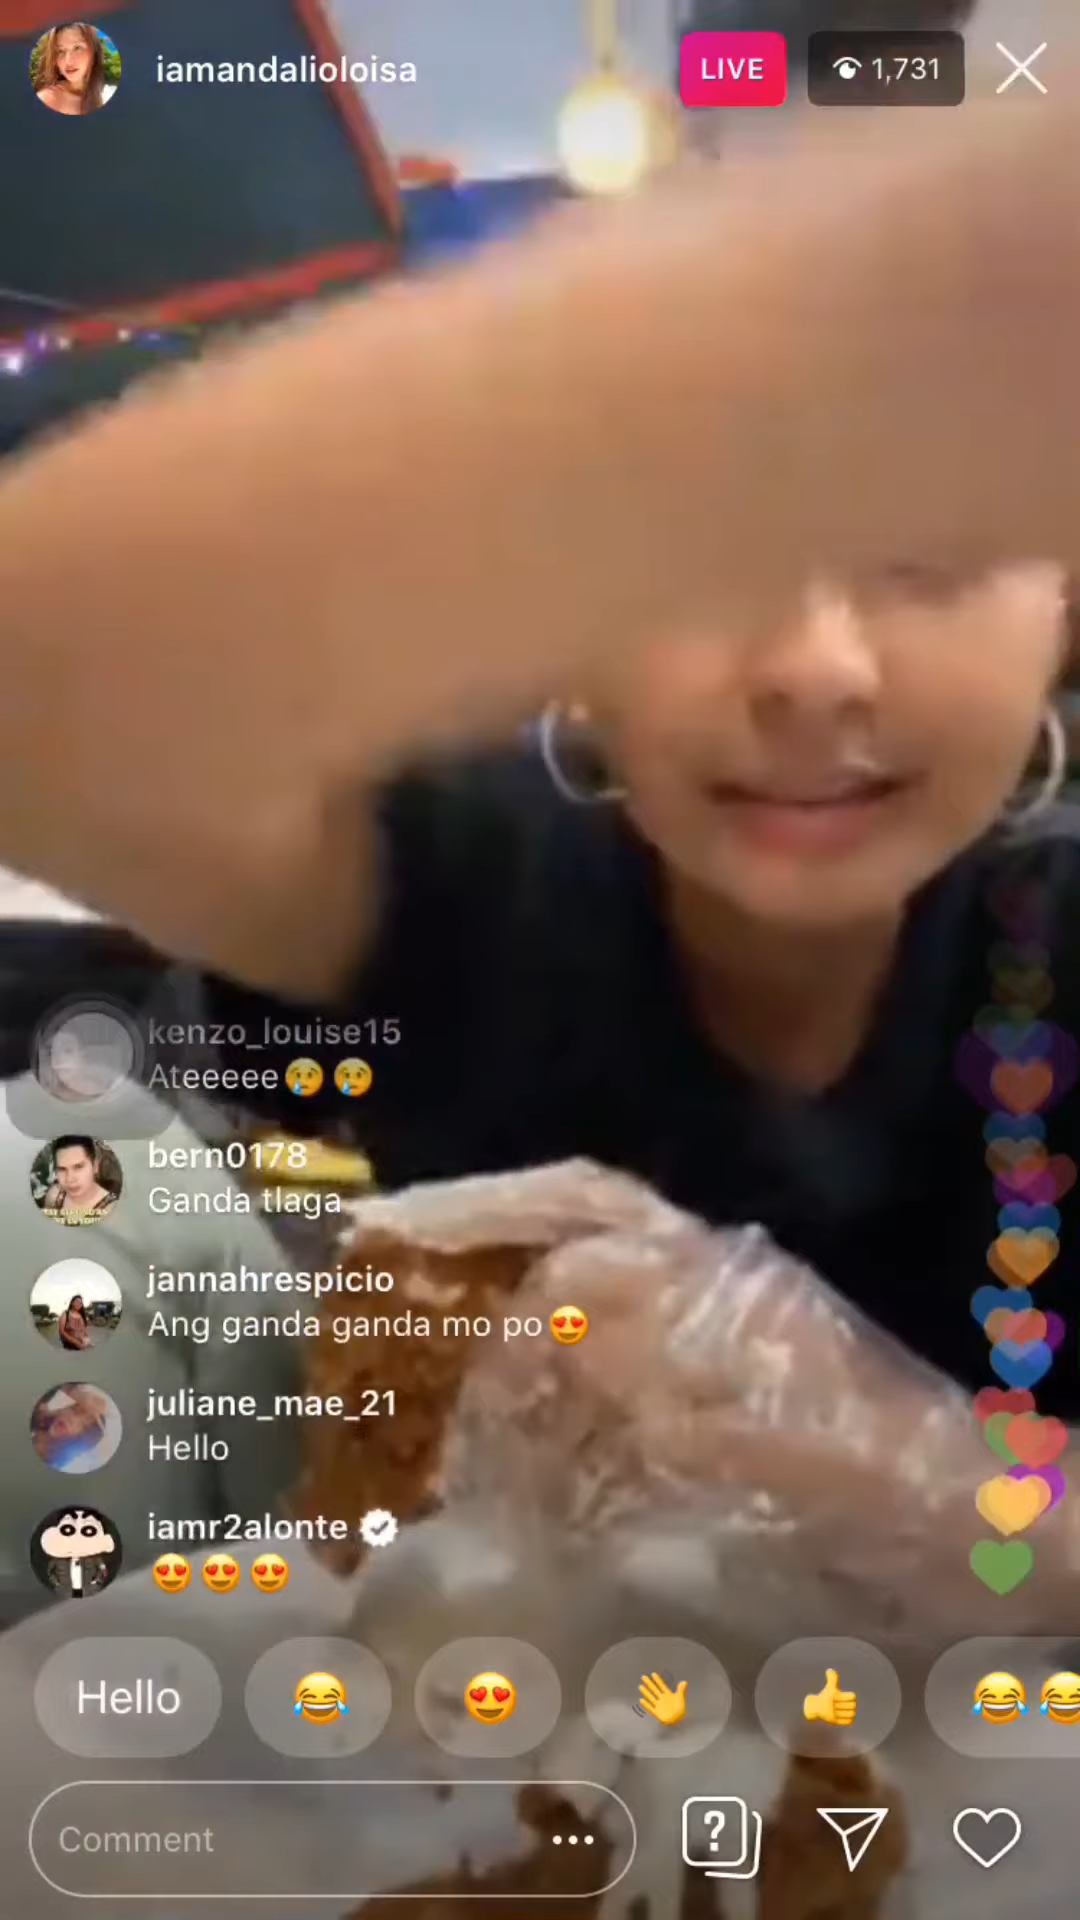 iamandalioloisa
LIVE
1,731
kenzo_louise15
Ateeeee😢😢
bern0178
Ganda tlaga
jannahrespicio
Ang ganda ganda mo po😍
juliane_mae_21
Hello
iamr2alonte
😍😍😍
Hello 😂 😍 👋 👍 😂😂
Comment
?